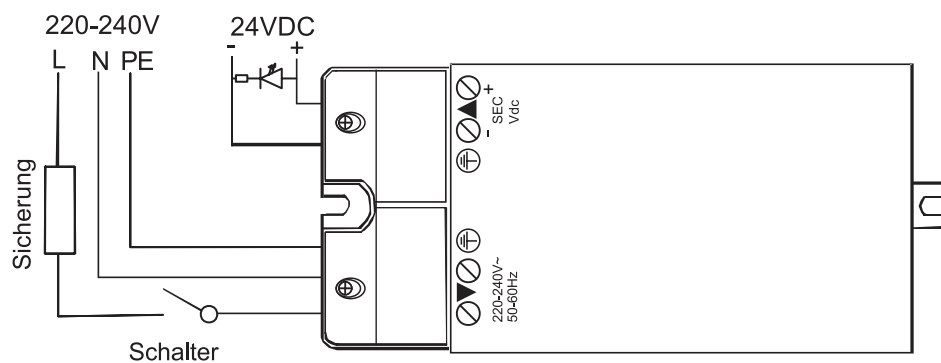 220-240V
24VDC
L N PE
- +
Sicherung
Schalter
+
-
SEC
Vdc
220-240V~
50-60Hz